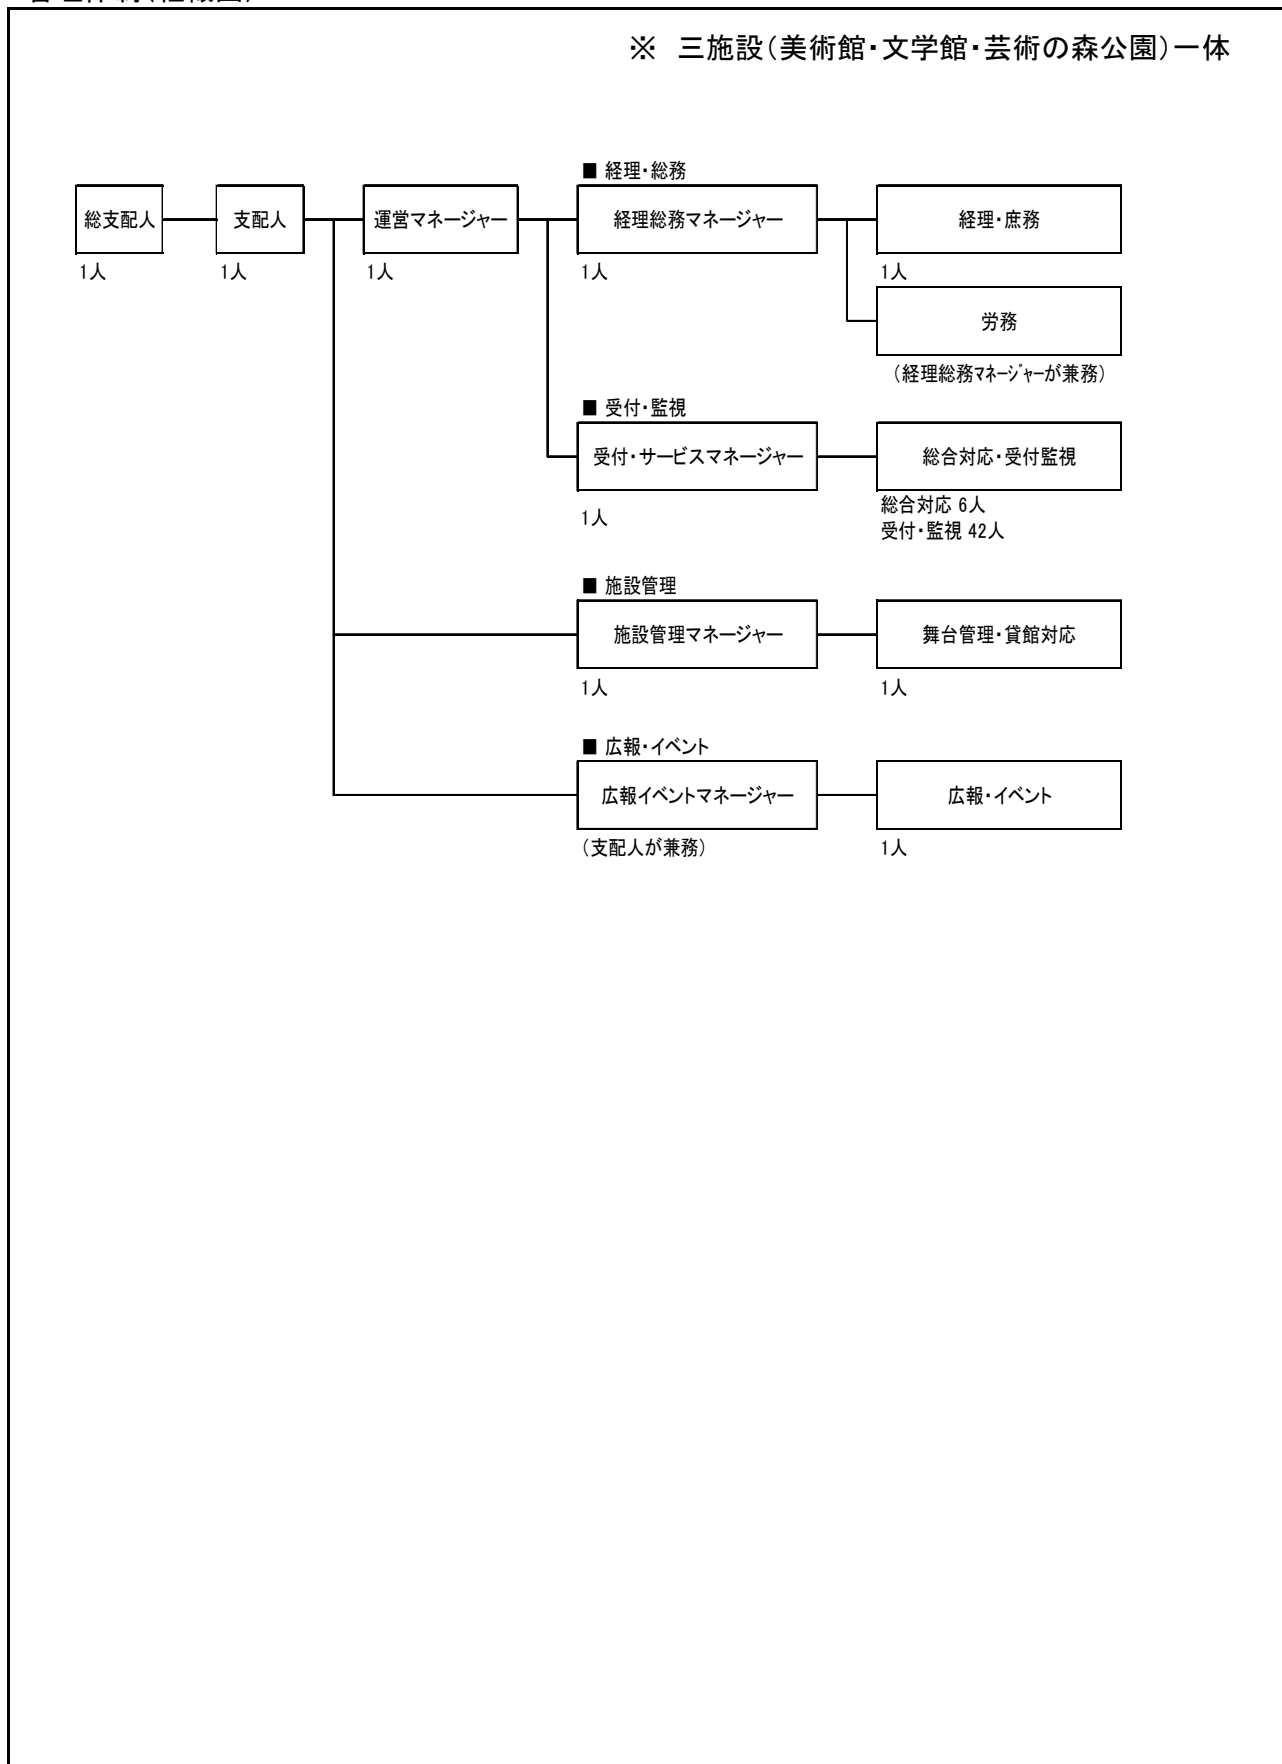 ※ 三施設(美術館・文学館・芸術の森公園)一体
■ 経理・総務
総支配人
支配人
運営マネージャー
経理総務マネージャー
経理・庶務
1人
1人
1人
1人
1人
労務
(経理総務ﾏﾈｰｼﾞｬｰが兼務)
■ 受付・監視
受付・サービスマネージャー
総合対応・受付監視
1人
総合対応 6人
受付・監視 42人
■ 施設管理
施設管理マネージャー
舞台管理・貸館対応
1人
1人
■ 広報・イベント
広報イベントマネージャー
広報・イベント
(支配人が兼務)
1人